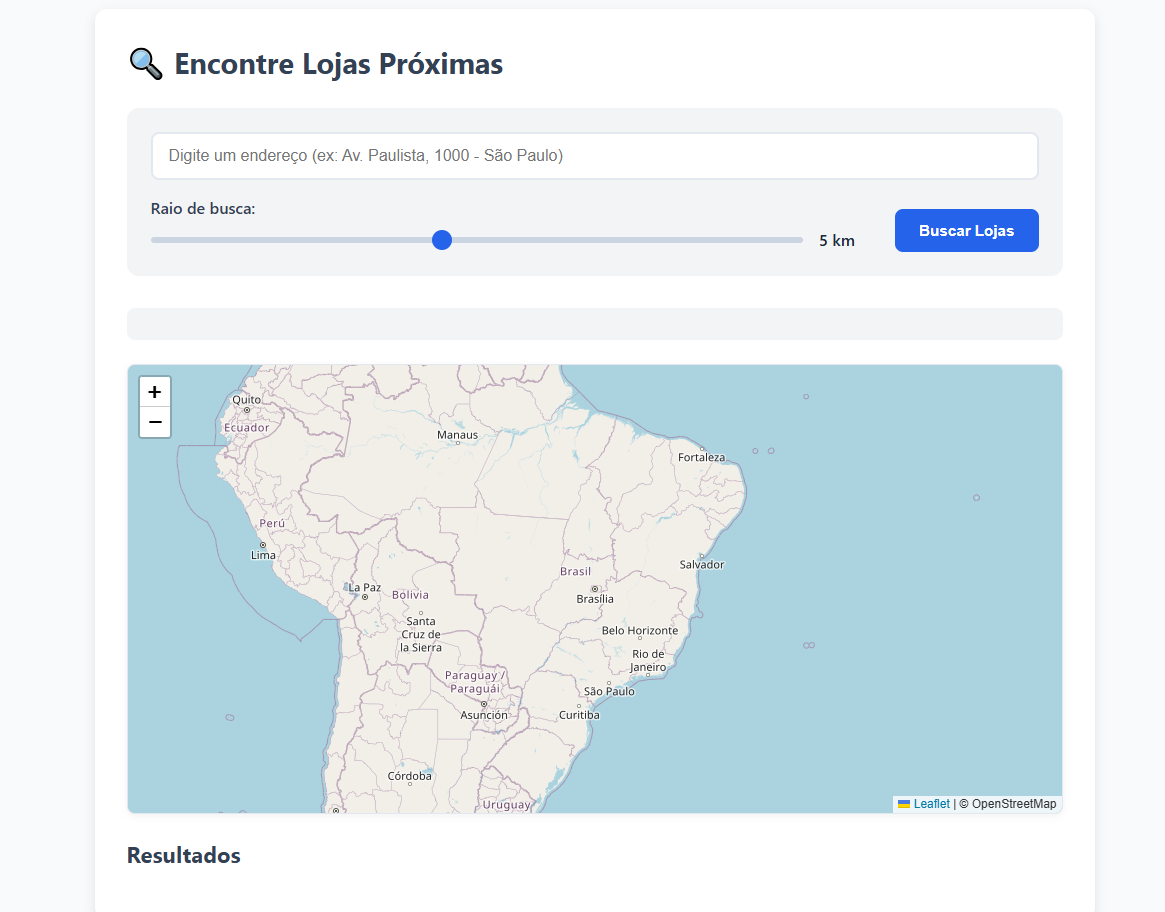 Encontre Lojas Próximas
Digite um endereço (ex: Av. Paulista, 1000 - São Paulo)
Raio de busca:
5 km
Buscar Lojas
+
−
Quito
Ecuador
Manaus
Fortaleza
Perú
Lima
Salvador
Brasil
La Paz
Bolivia
Brasília
Santa
Cruz de
la Sierra
Belo Horizonte
Rio de
Janeiro
Paraguay /
Paraguái
São Paulo
Asunción
Curitiba
Córdoba
Uruguay
Leaflet | © OpenStreetMap
Resultados